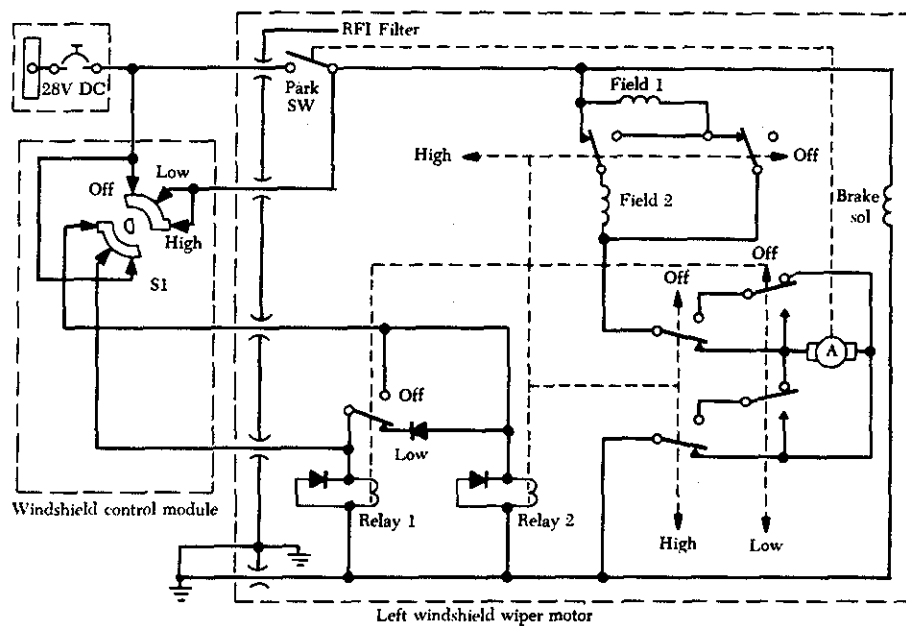 RFI Filter
28V DC
Park
SW
Field 1
High
Off
Low
Off
High
S1
Field 2
Brake
sol
Off
Off
A
Off
Low
Relay 1
Relay 2
High
Low
Windshield control module
Left windshield wiper motor